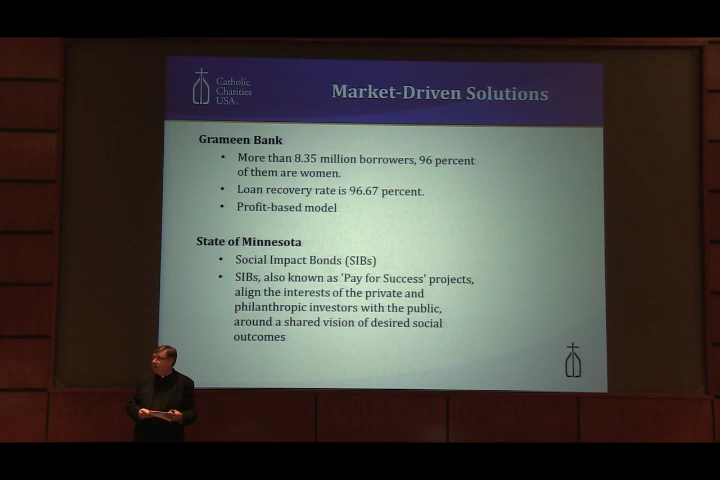 Catholic
Charities
USA
Market-Driven Solutions
Grameen Bank
• More than 8.35 million borrowers, 96 percent
of them are women.
• Loan recovery rate is 96.67 percent.
• Profit-based model
State of Minnesota
• Social Impact Bonds (SIBs)
• SIBs, also known as 'Pay for Success' projects,
align the interests of the private and
philanthropic investors with the public,
around a shared vision of desired social
outcomes